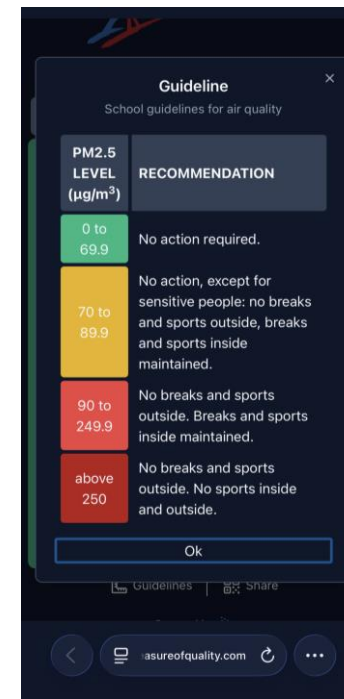 Guideline
School guidelines for air quality
PM2.5
LEVEL
(µg/m³)
RECOMMENDATION
0 to
69.9
No action required.
70 to
89.9
No action, except for
sensitive people: no breaks
and sports outside, breaks
and sports inside
maintained.
90 to
249.9
No breaks and sports
outside. Breaks and sports
inside maintained.
above
250
No breaks and sports
outside. No sports inside
and outside.
Ok
Guidelines | Share
asureofquality.com